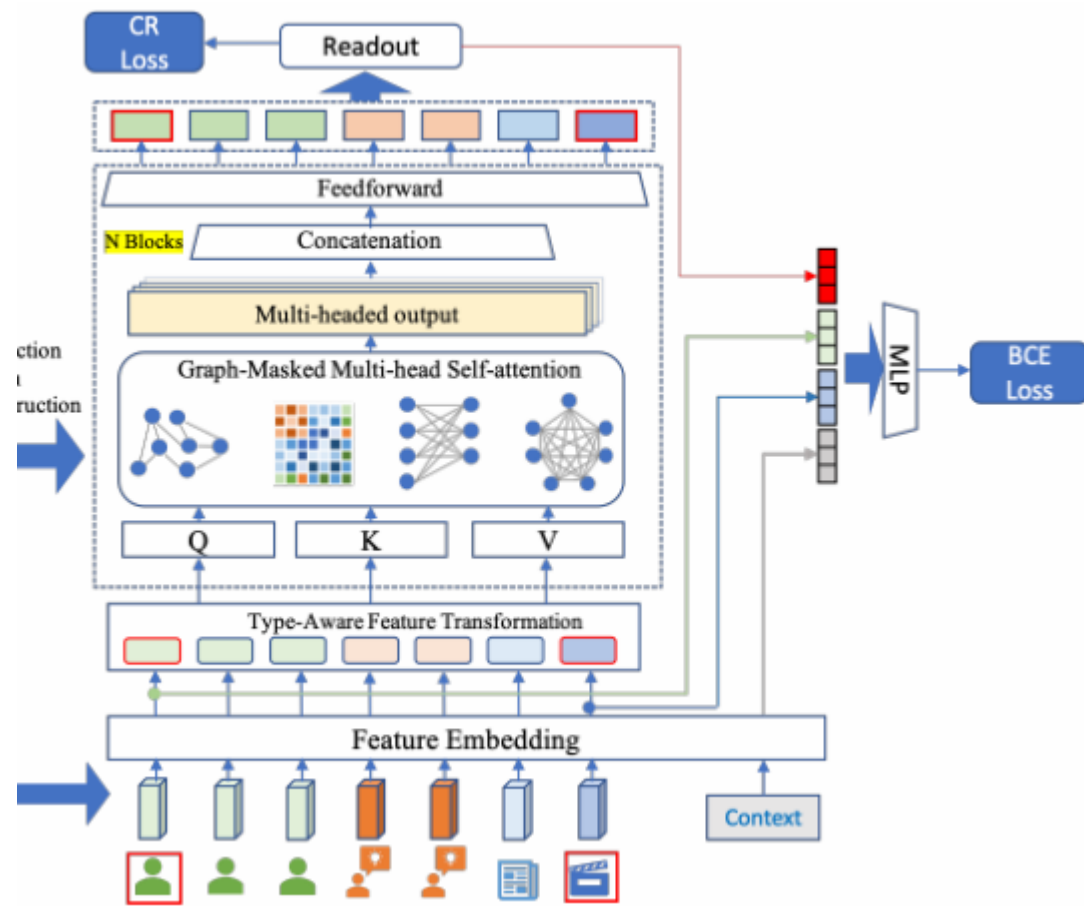 CR
Loss
Readout
Feedforward
N Blocks
Concatenation
Multi-headed output
Graph-Masked Multi-head Self-attention
ction
ruction
Q
K
V
Type-Aware Feature Transformation
Feature Embedding
Context
MLP
BCE
Loss